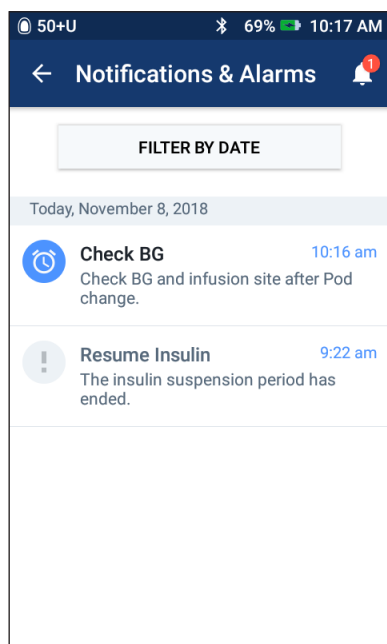 50+U 69% 10:17 AM
Notifications & Alarms 1
FILTER BY DATE
Today, November 8, 2018
Check BG 10:16 am
Check BG and infusion site after Pod
change.
Resume Insulin 9:22 am
The insulin suspension period has
ended.